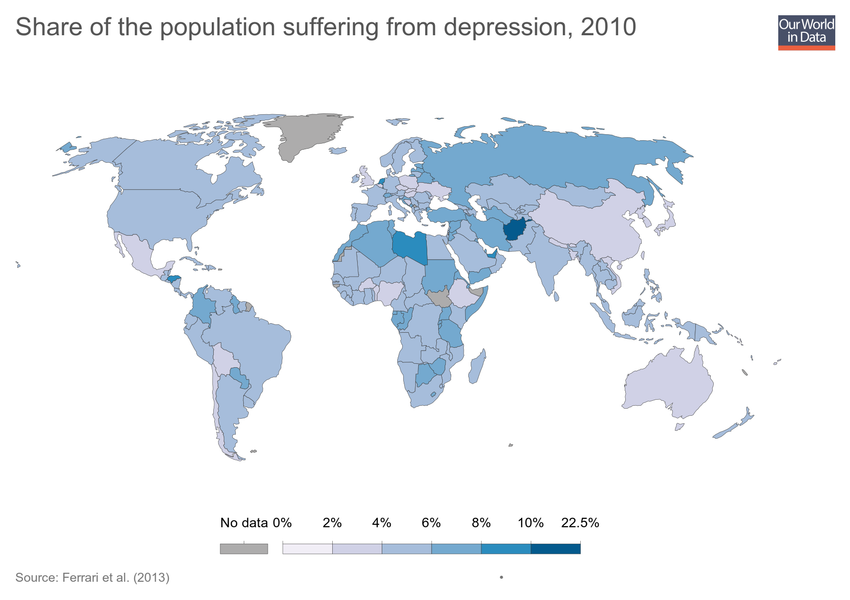 Share of the population suffering from depression, 2010
Our World
in Data
No data 0% 2% 4% 6% 8% 10% 22.5%
Source: Ferrari et al. (2013)